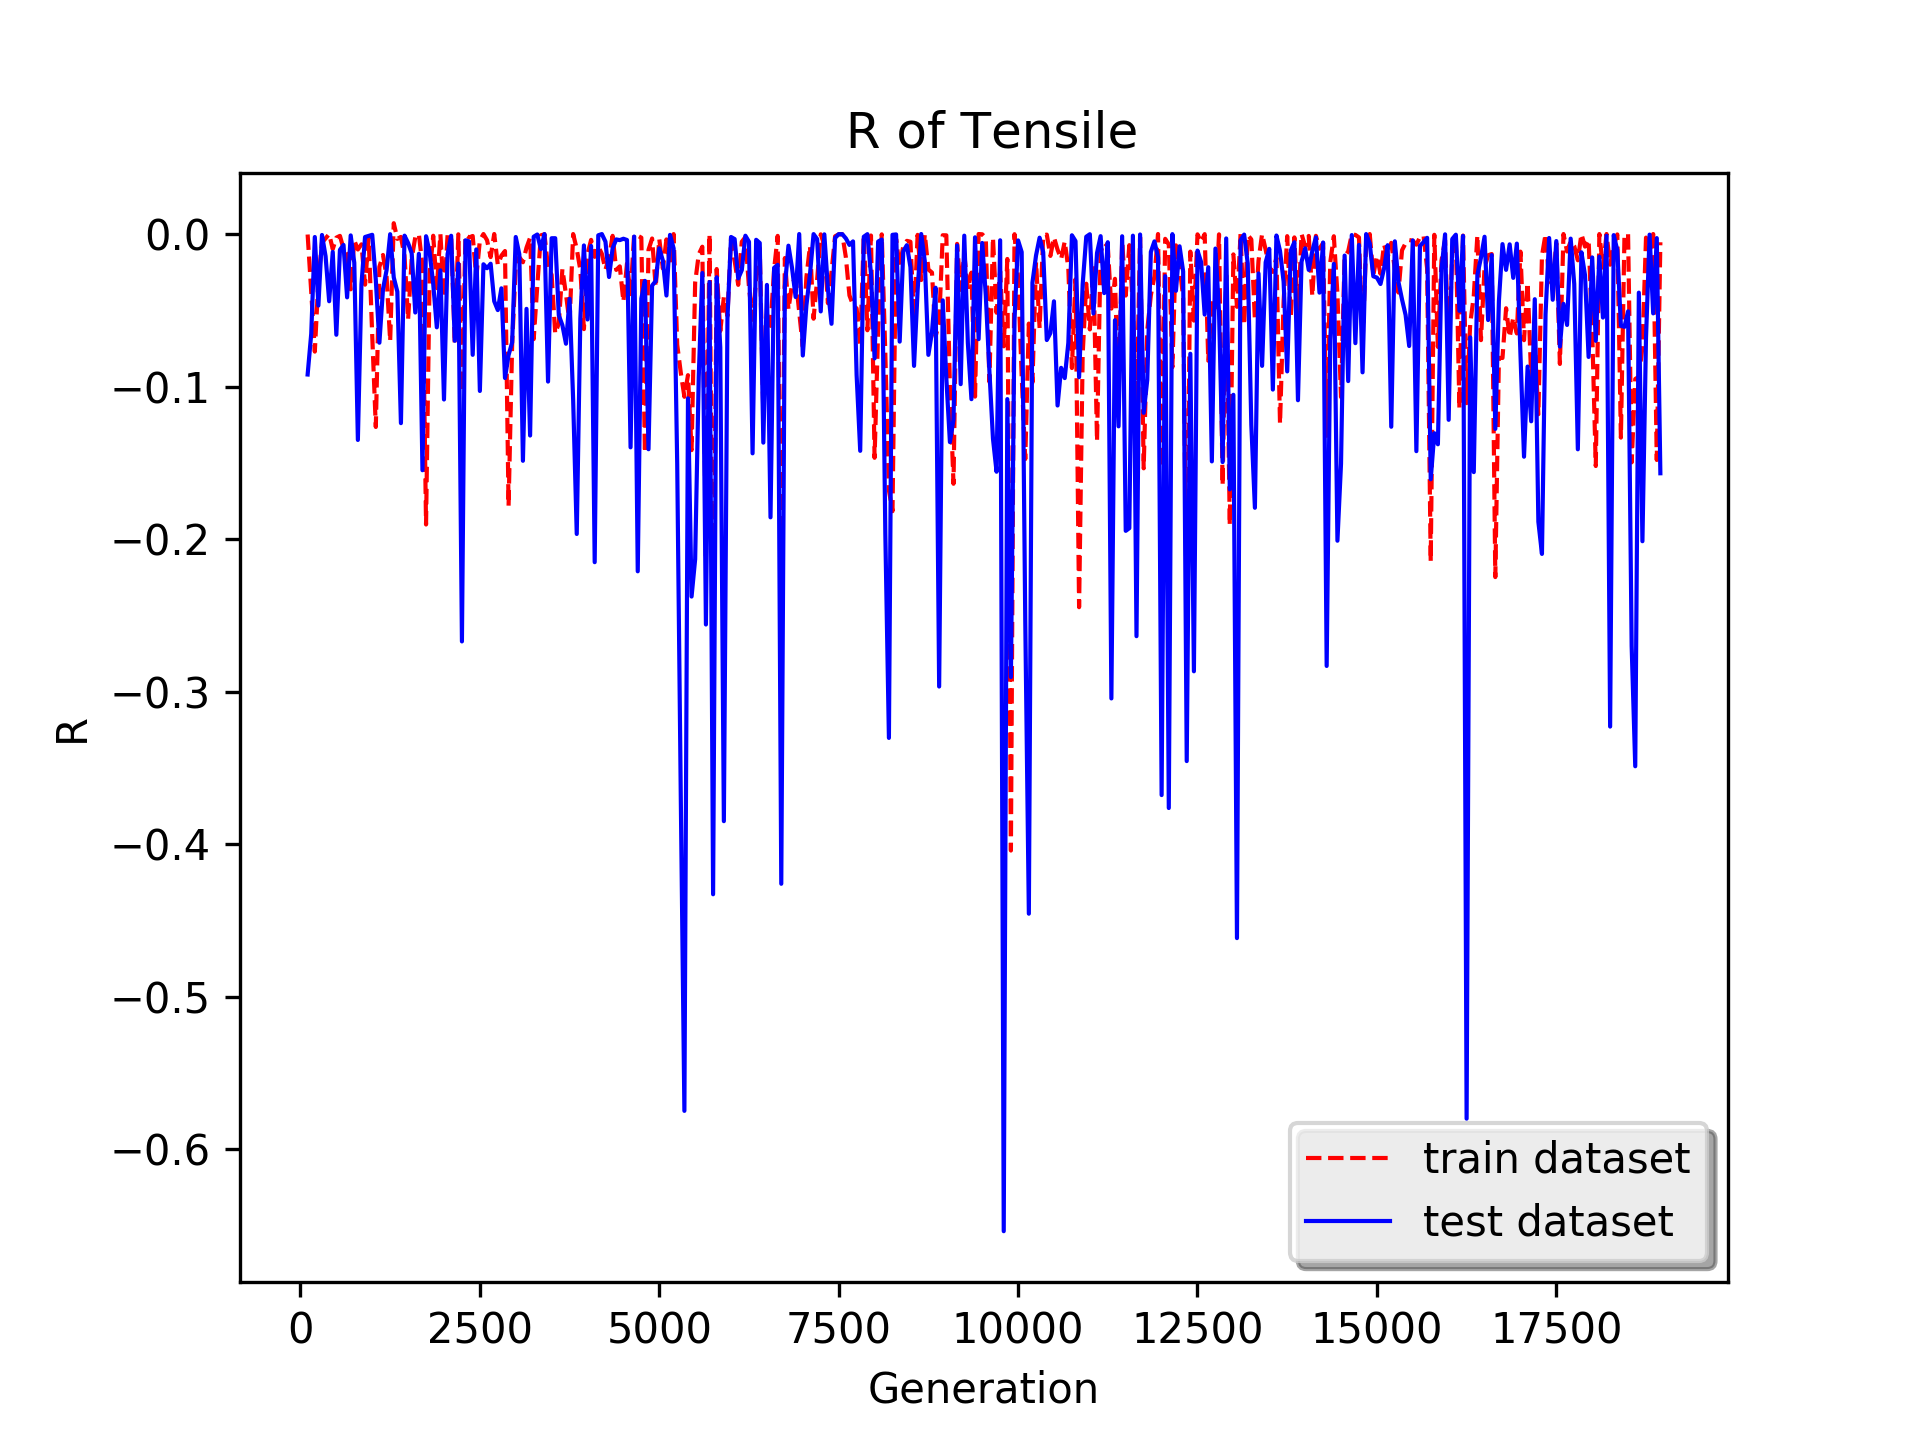 R of Tensile
0.0
−0.1
−0.2
−0.3
−0.4
−0.5
−0.6
R
train dataset
test dataset
0 2500 5000 7500 10000 12500 15000 17500
Generation